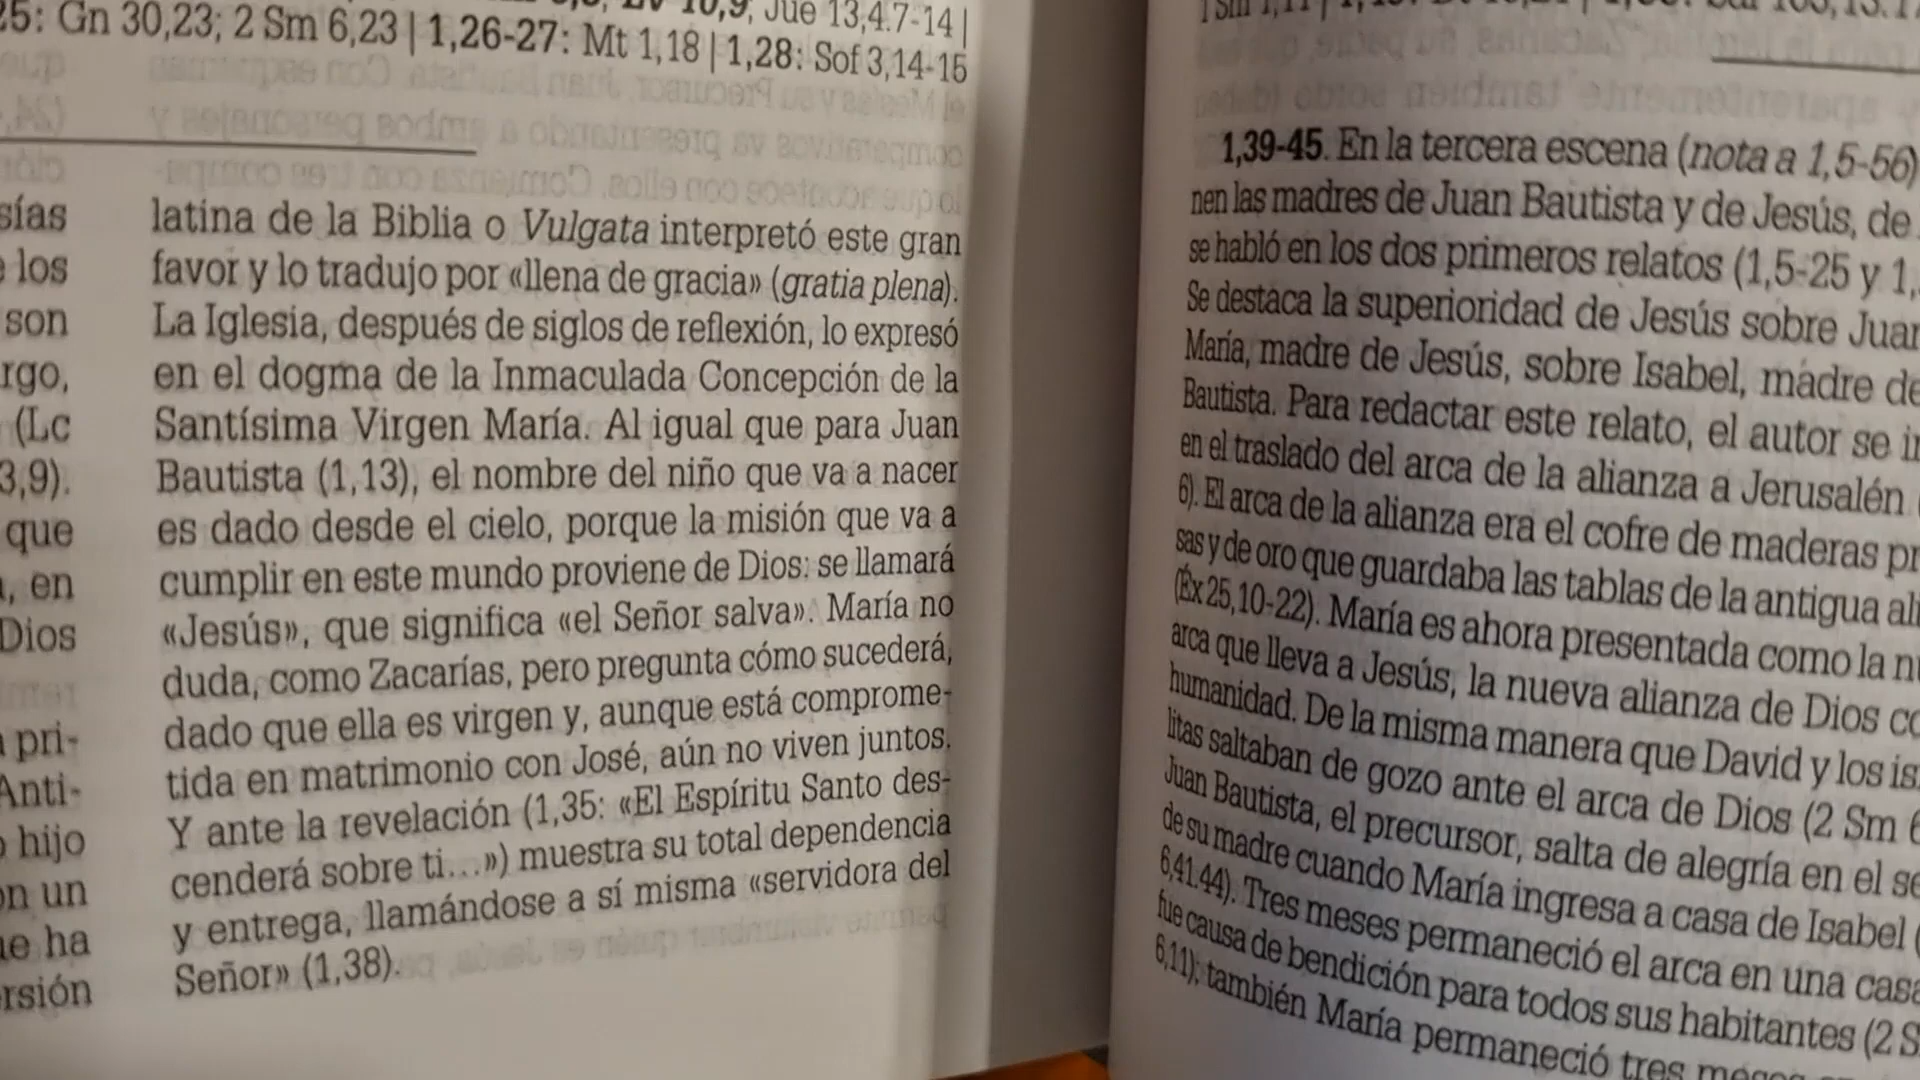 10,9; Jue 13,4.7-14 |
25: Gn 30,23; 2 Sm 6,23 | 1,26-27: Mt 1,18 | 1,28: Sof 3,14-15
los
son
rgo,
(Lc
3,9).
que
en
Dios
pri-
Anti-
hijo
un
ha
rsión
latina de la Biblia o Vulgata interpretó este gran
favor y lo tradujo por «llena de gracia» (gratia plena).
La Iglesia, después de siglos de reflexión, lo expresó
en el dogma de la Inmaculada Concepción de la
Santísima Virgen María. Al igual que para Juan
Bautista (1,13), el nombre del niño que va a nacer
es dado desde el cielo, porque la misión que va a
cumplir en este mundo proviene de Dios: se llamará
«Jesús», que significa «el Señor salva». María no
duda, como Zacarías, pero pregunta cómo sucederá,
dado que ella es virgen y, aunque está comprome-
tida en matrimonio con José, aún no viven juntos.
Y ante la revelación (1,35: «El Espíritu Santo des-
cenderá sobre ti...») muestra su total dependencia
y entrega, llamándose a sí misma «servidora del
Señor» (1,38).
1,39-45. En la tercera escena (nota a 1,5-56)
nen las madres de Juan Bautista y de Jesús, de
se habló en los dos primeros relatos (1,5-25 y 1,
Se destaca la superioridad de Jesús sobre Juan
María, madre de Jesús, sobre Isabel, madre de
Bautista. Para redactar este relato, el autor se
en el traslado del arca de la alianza a Jerusalén
6). El arca de la alianza era el cofre de maderas pr
sas y de oro que guardaba las tablas de la antigua
(Éx 25,10-22). María es ahora presentada como la
arca que lleva a Jesús, la nueva alianza de Dios
humanidad. De la misma manera que David y los is
litas saltaban de gozo ante el arca de Dios (2 Sm
Juan Bautista, el precursor, salta de alegría en el
de su madre cuando María ingresa a casa de Isabel (
6,41.44). Tres meses permaneció el arca en una casa
fue causa de bendición para todos sus habitantes (2 S
6,11); también María permaneció tres meses